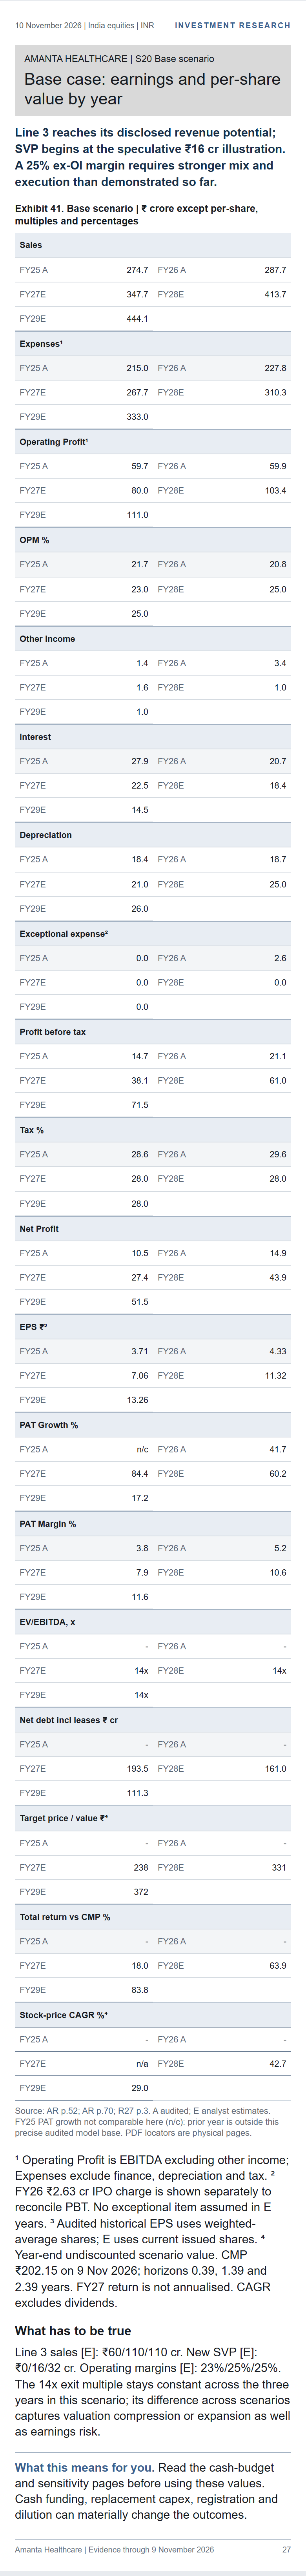 10 November 2026 | India equities | INR INVESTMENT RESEARCH
AMANTA HEALTHCARE | S20 Base scenario
Base case: earnings and per-share
value by year
Line 3 reaches its disclosed revenue potential;
SVP begins at the speculative ₹16 cr illustration.
A 25% ex-OI margin requires stronger mix and
execution than demonstrated so far.
Exhibit 41. Base scenario | ₹ crore except per-share,
multiples and percentages
Sales
FY25 A 274.7 FY26 A 287.7
FY27E 347.7 FY28E 413.7
FY29E 444.1
Expenses¹
FY25 A 215.0 FY26 A 227.8
FY27E 267.7 FY28E 310.3
FY29E 333.0
Operating Profit¹
FY25 A 59.7 FY26 A 59.9
FY27E 80.0 FY28E 103.4
FY29E 111.0
OPM %
FY25 A 21.7 FY26 A 20.8
FY27E 23.0 FY28E 25.0
FY29E 25.0
Other Income
FY25 A 1.4 FY26 A 3.4
FY27E 1.6 FY28E 1.0
FY29E 1.0
Interest
FY25 A 27.9 FY26 A 20.7
FY27E 22.5 FY28E 18.4
FY29E 14.5
Depreciation
FY25 A 18.4 FY26 A 18.7
FY27E 21.0 FY28E 25.0
FY29E 26.0
Exceptional expense²
FY25 A 0.0 FY26 A 2.6
FY27E 0.0 FY28E 0.0
FY29E 0.0
Profit before tax
FY25 A 14.7 FY26 A 21.1
FY27E 38.1 FY28E 61.0
FY29E 71.5
Tax %
FY25 A 28.6 FY26 A 29.6
FY27E 28.0 FY28E 28.0
FY29E 28.0
Net Profit
FY25 A 10.5 FY26 A 14.9
FY27E 27.4 FY28E 43.9
FY29E 51.5
EPS ₹³
FY25 A 3.71 FY26 A 4.33
FY27E 7.06 FY28E 11.32
FY29E 13.26
PAT Growth %
FY25 A n/c FY26 A 41.7
FY27E 84.4 FY28E 60.2
FY29E 17.2
PAT Margin %
FY25 A 3.8 FY26 A 5.2
FY27E 7.9 FY28E 10.6
FY29E 11.6
EV/EBITDA, x
FY25 A - FY26 A -
FY27E 14x FY28E 14x
FY29E 14x
Net debt incl leases ₹ cr
FY25 A - FY26 A -
FY27E 193.5 FY28E 161.0
FY29E 111.3
Target price / value ₹⁴
FY25 A - FY26 A -
FY27E 238 FY28E 331
FY29E 372
Total return vs CMP %
FY25 A - FY26 A -
FY27E 18.0 FY28E 63.9
FY29E 83.8
Stock-price CAGR %⁴
FY25 A - FY26 A -
FY27E n/a FY28E 42.7
FY29E 29.0
Source: AR p.52; AR p.70; R27 p.3. A audited; E analyst estimates.
FY25 PAT growth not comparable here (n/c): prior year is outside this
precise audited model base. PDF locators are physical pages.
¹ Operating Profit is EBITDA excluding other income;
Expenses exclude finance, depreciation and tax. ²
FY26 ₹2.63 cr IPO charge is shown separately to
reconcile PBT. No exceptional item assumed in E
years. ³ Audited historical EPS uses weighted-
average shares; E uses current issued shares. ⁴
Year-end undiscounted scenario value. CMP
₹202.15 on 9 Nov 2026; horizons 0.39, 1.39 and
2.39 years. FY27 return is not annualised. CAGR
excludes dividends.
What has to be true
Line 3 sales [E]: ₹60/110/110 cr. New SVP [E]:
₹0/16/32 cr. Operating margins [E]: 23%/25%/25%.
The 14x exit multiple stays constant across the three
years in this scenario; its difference across scenarios
captures valuation compression or expansion as well
as earnings risk.
What this means for you. Read the cash-budget
and sensitivity pages before using these values.
Cash funding, replacement capex, registration and
dilution can materially change the outcomes.
Amanta Healthcare | Evidence through 9 November 2026 27